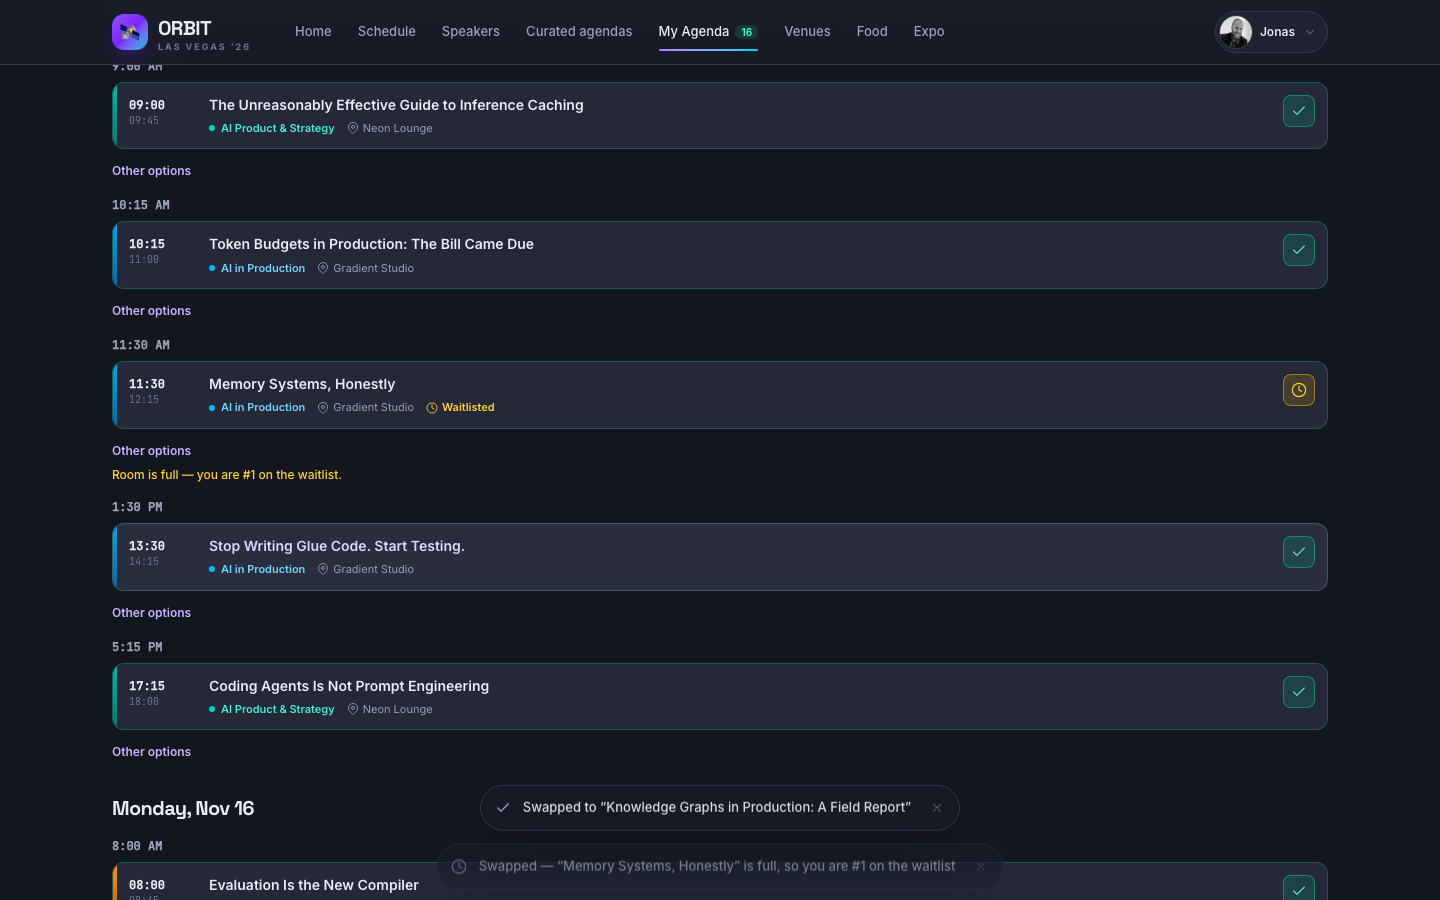 ORBIT
LAS VEGAS '26
Home
Schedule
Speakers
Curated agendas
My Agenda 16
Venues
Food
Expo
Jonas
9:00 AM
09:00
09:45
The Unreasonably Effective Guide to Inference Caching
AI Product & Strategy
Neon Lounge
Other options
10:15 AM
10:15
11:00
Token Budgets in Production: The Bill Came Due
AI in Production
Gradient Studio
Other options
11:30 AM
11:30
12:15
Memory Systems, Honestly
AI in Production
Gradient Studio
Waitlisted
Other options
Room is full — you are #1 on the waitlist.
1:30 PM
13:30
14:15
Stop Writing Glue Code. Start Testing.
AI in Production
Gradient Studio
Other options
5:15 PM
17:15
18:00
Coding Agents Is Not Prompt Engineering
AI Product & Strategy
Neon Lounge
Other options
Monday, Nov 16
Swapped to “Knowledge Graphs in Production: A Field Report”
8:00 AM
Swapped — “Memory Systems, Honestly” is full, so you are #1 on the waitlist
08:00
08:45
Evaluation Is the New Compiler